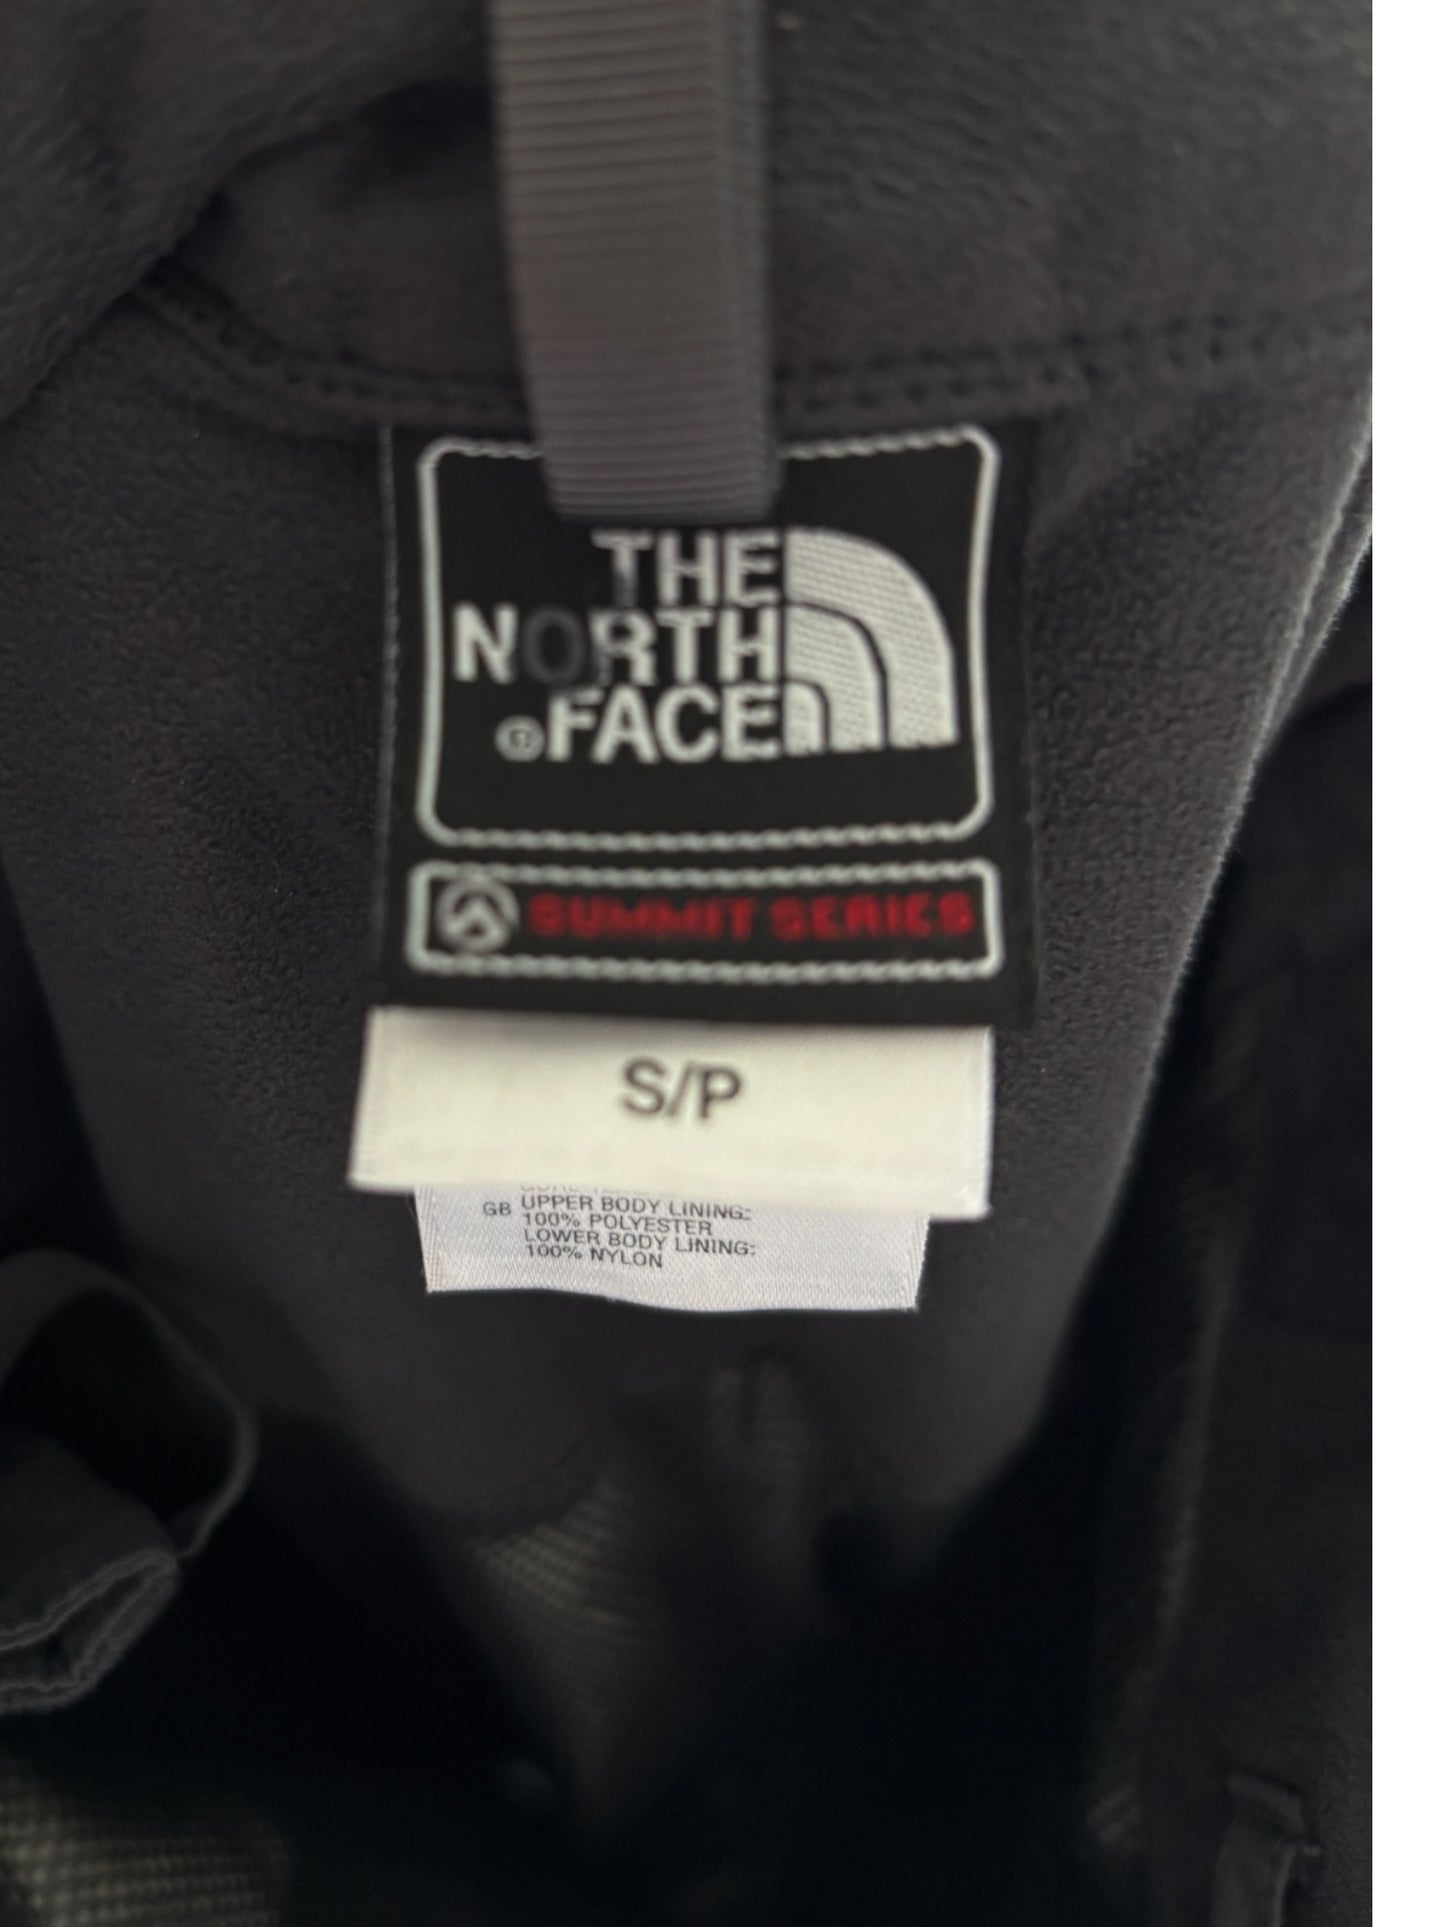 THE
NORTH
®FACE
SUMMIT SERIES
S/P
GB UPPER BODY LINING:
100% POLYESTER
LOWER BODY LINING:
100% NYLON